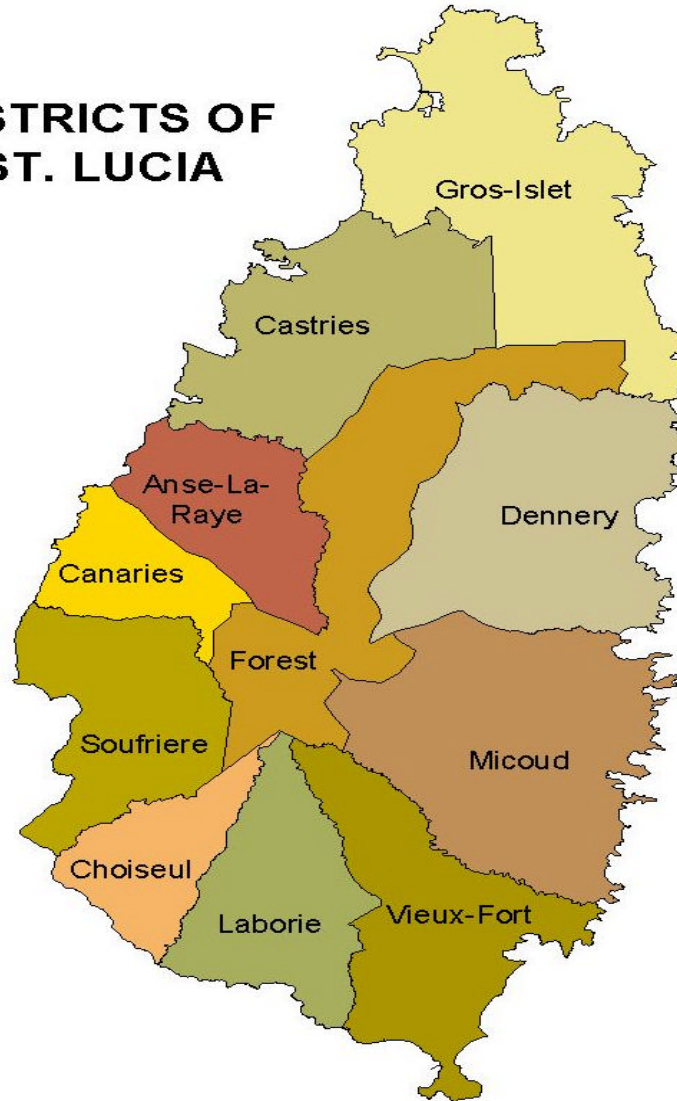 STRICTS OF
ST. LUCIA
Gros-Islet
Castries
Anse-La-
Raye
Dennery
Canaries
Forest
Soufriere
Micoud
Choiseul
Laborie
Vieux-Fort